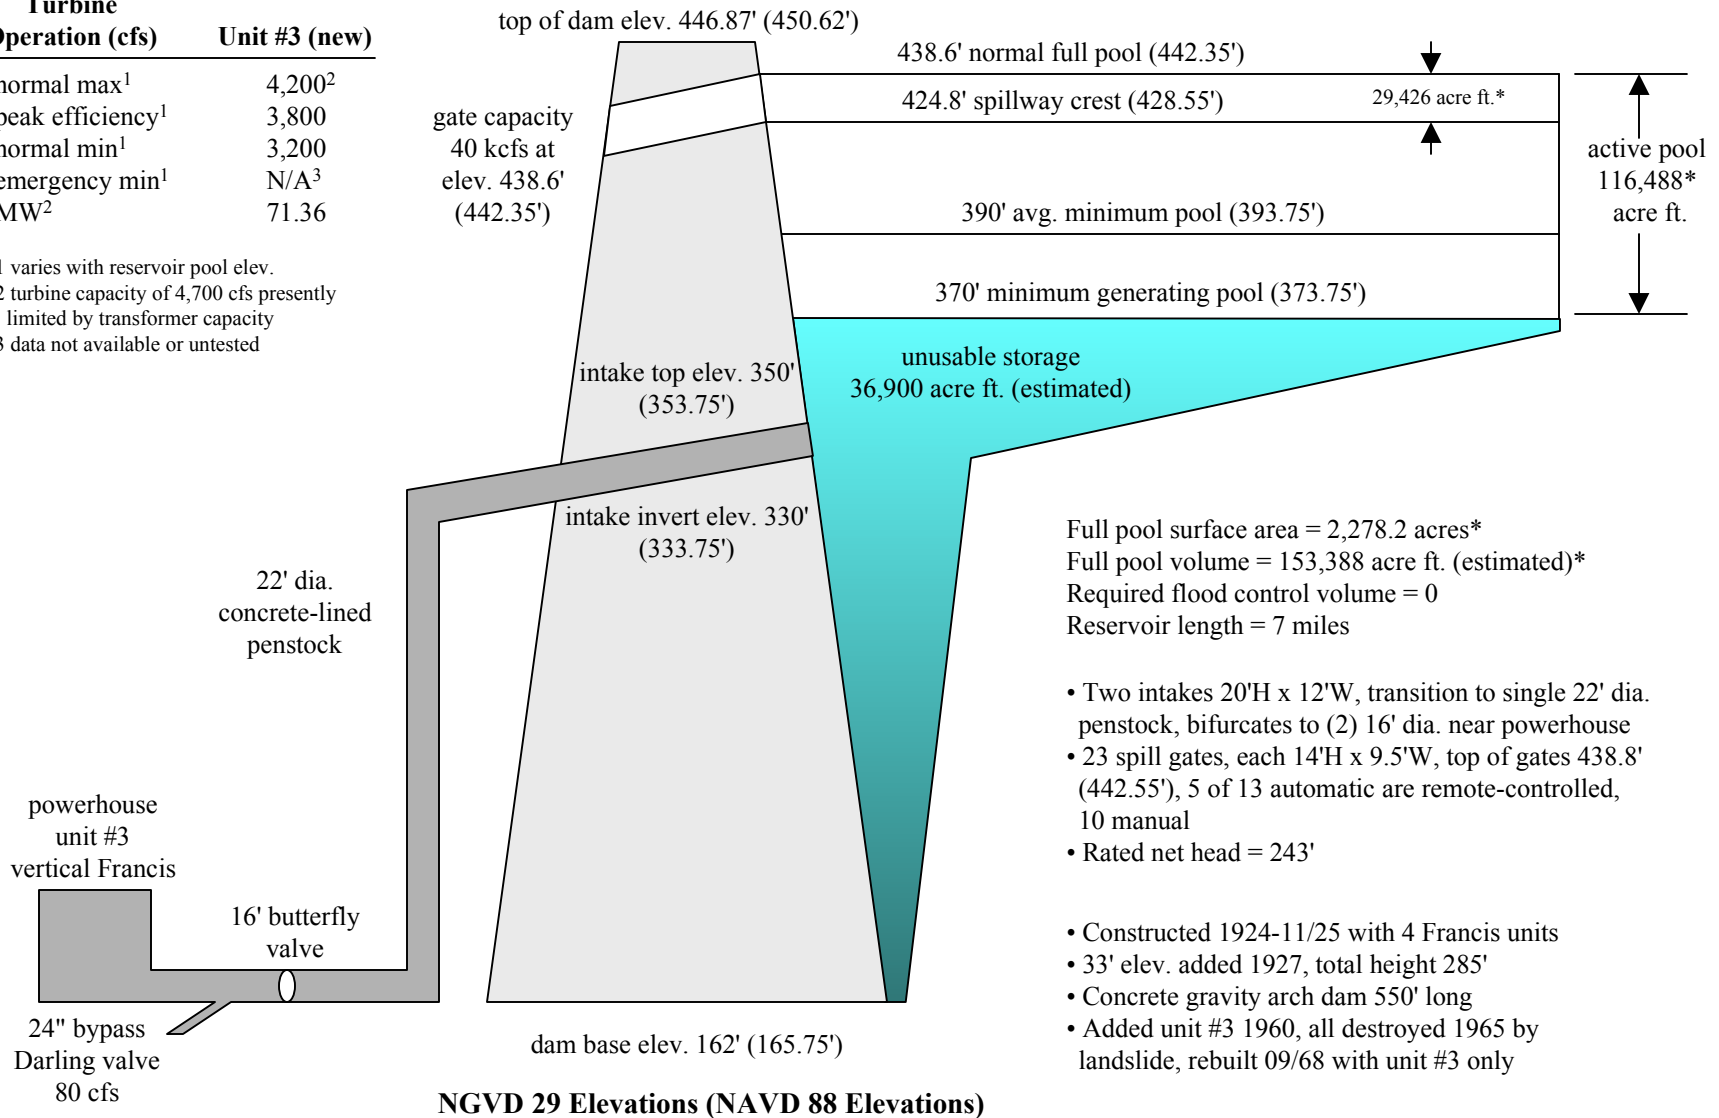 Turbine
Operation (cfs) Unit #3 (new)
normal max1 4,2002
peak efficiency1 3,800
normal min1 3,200
emergency min1 N/A3
MW2 71.36
1 varies with reservoir pool elev.
2 turbine capacity of 4,700 cfs presently
limited by transformer capacity
3 data not available or untested
top of dam elev. 446.87' (450.62')
gate capacity
40 kcfs at
elev. 438.6'
(442.35')
438.6' normal full pool (442.35')
424.8' spillway crest (428.55')
29,426 acre ft.*
active pool
116,488*
acre ft.
390' avg. minimum pool (393.75')
370' minimum generating pool (373.75')
unusable storage
36,900 acre ft. (estimated)
intake top elev. 350'
(353.75')
intake invert elev. 330'
(333.75')
22' dia.
concrete-lined
penstock
Full pool surface area = 2,278.2 acres*
Full pool volume = 153,388 acre ft. (estimated)*
Required flood control volume = 0
Reservoir length = 7 miles
• Two intakes 20'H x 12'W, transition to single 22' dia.
penstock, bifurcates to (2) 16' dia. near powerhouse
• 23 spill gates, each 14'H x 9.5'W, top of gates 438.8'
(442.55'), 5 of 13 automatic are remote-controlled,
10 manual
• Rated net head = 243'
• Constructed 1924-11/25 with 4 Francis units
• 33' elev. added 1927, total height 285'
• Concrete gravity arch dam 550' long
• Added unit #3 1960, all destroyed 1965 by
landslide, rebuilt 09/68 with unit #3 only
powerhouse
unit #3
vertical Francis
16' butterfly
valve
24" bypass
Darling valve
80 cfs
dam base elev. 162' (165.75')
NGVD 29 Elevations (NAVD 88 Elevations)